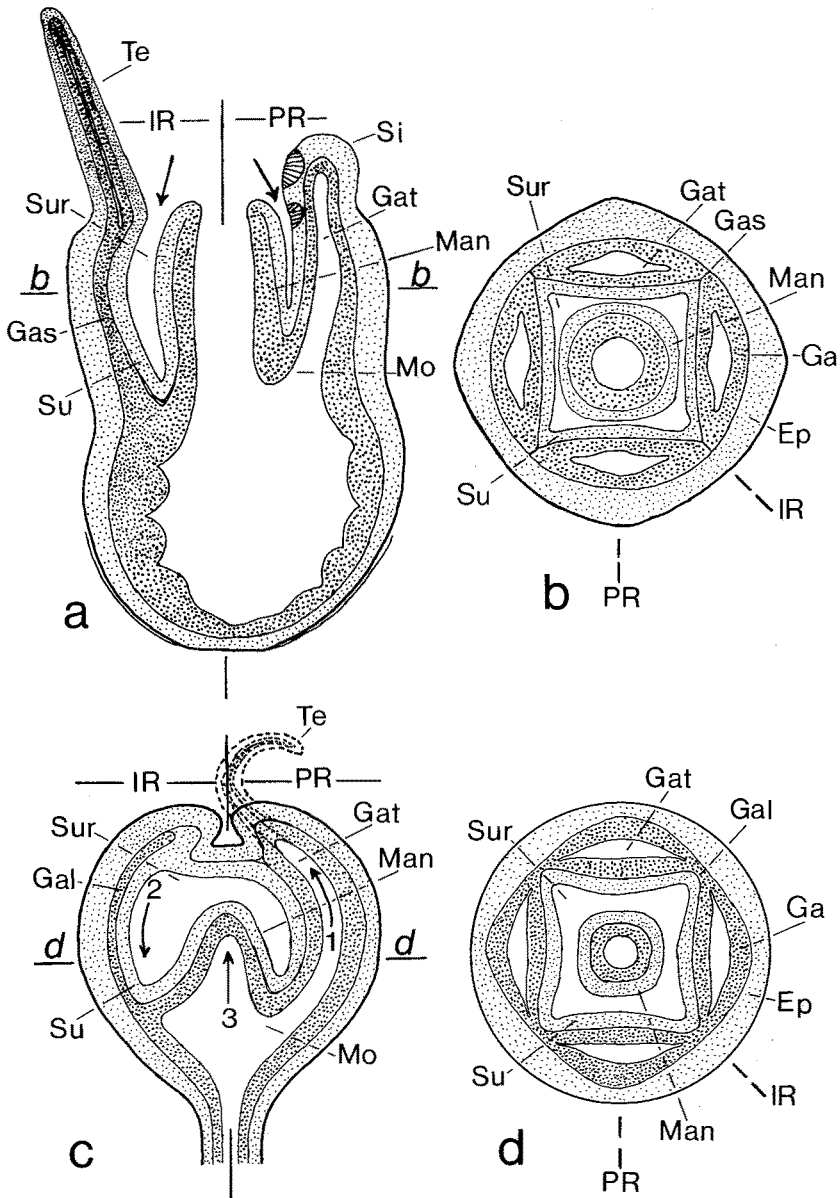 Te
IR
PR
Si
Sur
Gat
Man
b
b
Gas
Su
Mo
a
Sur
Gat
Gas
Man
Ga
Ep
Su
IR
PR
b
Te
IR
PR
Sur
Gat
Gal
Man
2
1
d
d
3
Su
Mo
c
Gat
Sur
Gal
Ga
Ep
Su
IR
Man
PR
d